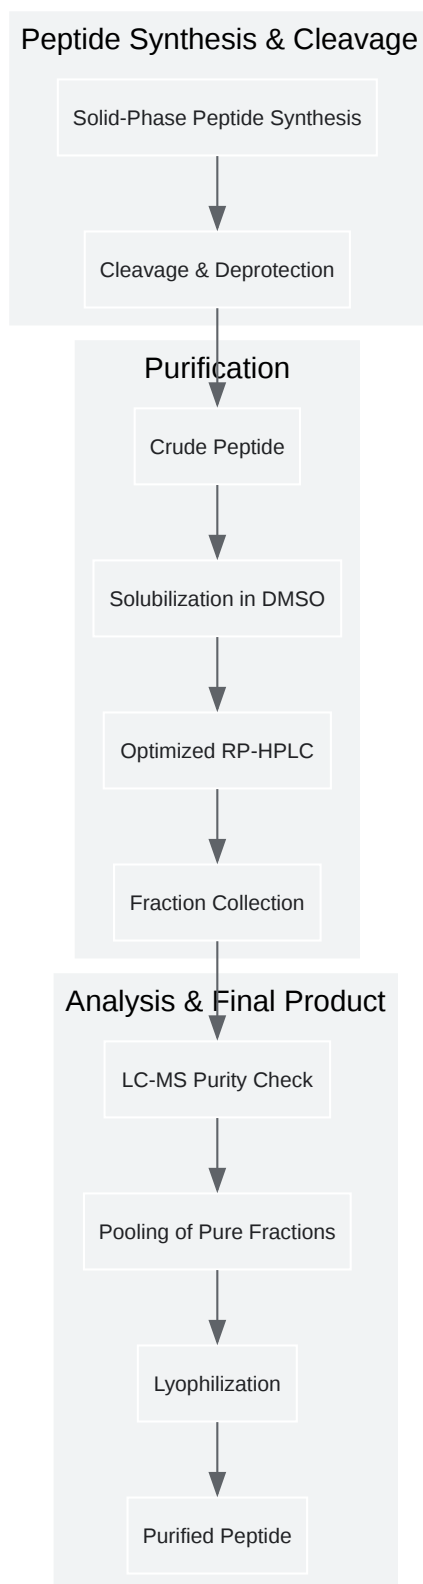 Peptide Synthesis & Cleavage
Solid-Phase Peptide Synthesis
Cleavage & Deprotection
Purification
Crude Peptide
Solubilization in DMSO
Optimized RP-HPLC
Fraction Collection
Analysis & Final Product
LC-MS Purity Check
Pooling of Pure Fractions
Lyophilization
Purified Peptide